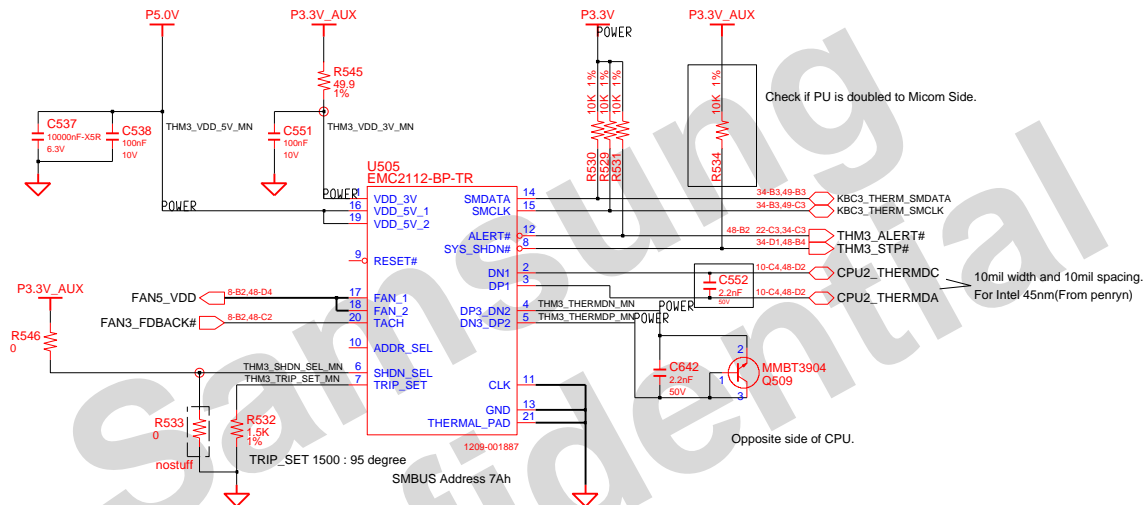 P5.0V
P3.3V_AUX
P3.3V
P3.3V_AUX
POWER
R545
49.9
1%
10K 1%
10K 1%
10K 1%
10K 1%
Check if PU is doubled to Micom Side.
C537
10000nF-X5R
6.3V
C538
100nF
10V
THM3_VDD_5V_MN
C551
100nF
10V
THM3_VDD_3V_MN
R530
R529
R531
R534
U505
EMC2112-BP-TR
POWER
POWER
1 VDD_3V
16 VDD_5V_1
19 VDD_5V_2
SMDATA 14
SMCLK 15
34-B3,49-B3
KBC3_THERM_SMDATA
34-B3,49-C3
KBC3_THERM_SMCLK
ALERT# 12
48-B2 22-C3,34-C3
THM3_ALERT#
SYS_SHDN# 8
34-D1,48-B4
THM3_STP#
9 RESET#
DN1 2
DP1 3
C552
2.2nF
50V
10-C4,48-D2
CPU2_THERMDC
10-C4,48-D2
CPU2_THERMDA
10mil width and 10mil spacing.
For Intel 45nm(From penryn)
P3.3V_AUX
FAN5_VDD
8-B2,48-D4
17 FAN_1
18 FAN_2
FAN3_FDBACK#
8-B2,48-C2
20 TACH
DP3_DN2 4
DN3_DP2 5
THM3_THERMDN_MN
POWER
THM3_THERMDP_MN
POWER
R546
0
10 ADDR_SEL
THM3_SHDN_SEL_MN
6 SHDN_SEL
THM3_TRIP_SET_MN
7 TRIP_SET
CLK 11
GND 13
THERMAL_PAD 21
C642
2.2nF
50V
2
1
3
MMBT3904
Q509
R533
0
nostuff
R532
1.5K
1%
1209-001887
Opposite side of CPU.
TRIP_SET 1500 : 95 degree
SMBUS Address 7Ah
Samsung
Confidential